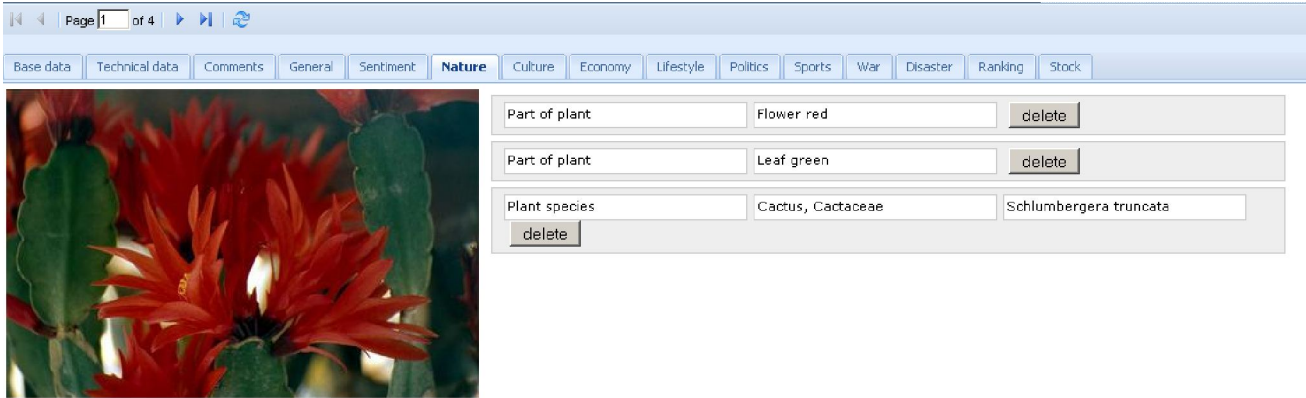 Page 1 of 4
Base data Technical data Comments General Sentiment Nature Culture Economy Lifestyle Politics Sports War Disaster Ranking Stock
Part of plant Flower red delete
Part of plant Leaf green delete
Plant species Cactus, Cactaceae Schlumbergera truncata
delete